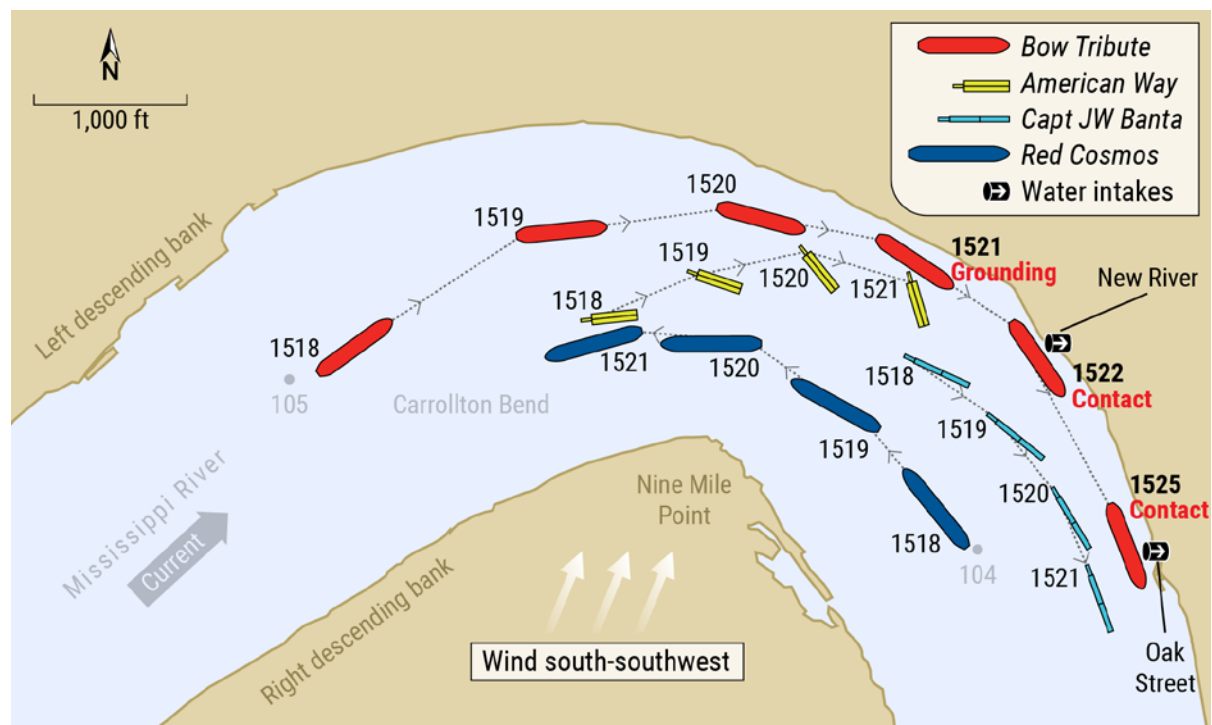 N
1,000 ft
Bow Tribute
American Way
Capt JW Banta
Red Cosmos
Water intakes
Left descending bank
1518
1519
1520
1521
Grounding
New River
1522
Contact
1525
Contact
Oak
Street
1518
1519
1520
1521
1518
1519
1520
1521
1518
1519
1520
1521
105
Carrollton Bend
104
Mississippi River
Current
Nine Mile
Point
Right descending bank
Wind south-southwest